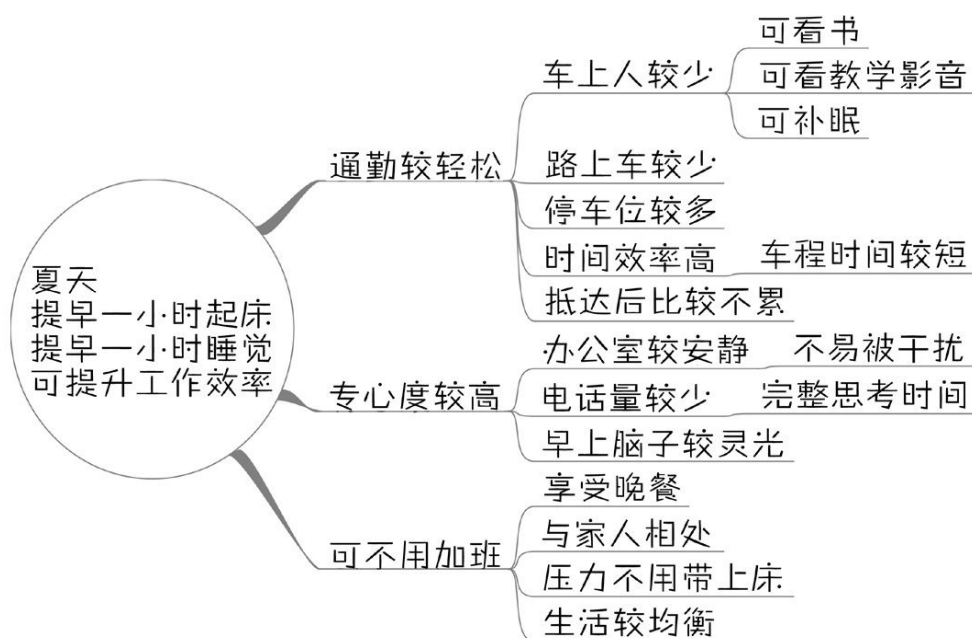 夏天
提早一小时起床
提早一小时睡觉
可提升工作效率
通勤较轻松
车上人较少
可看书
可看教学影音
可补眠
路上车较少
停车位较多
时间效率高
车程时间较短
抵达后比较不累
专心度较高
办公室较安静
不易被干扰
电话量较少
完整思考时间
早上脑子较灵光
可不用加班
享受晚餐
与家人相处
压力不用带上床
生活较均衡